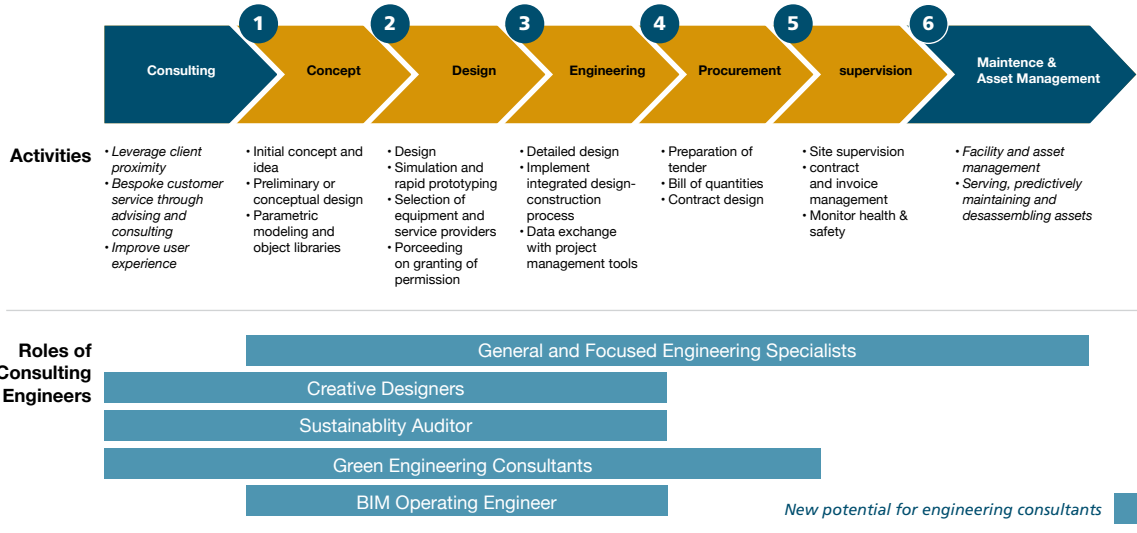 1
2
3
4
5
6
Consulting
Concept
Design
Engineering
Procurement
supervision
Maintence &
Asset Management
Activities
• Leverage client
proximity
• Bespoke customer
service through
advising and
consulting
• Improve user
experience
• Initial concept and
idea
• Preliminary or
conceptual design
• Parametric
modeling and
object libraries
• Design
• Simulation and
rapid prototyping
• Selection of
equipment and
service providers
• Porceeding
on granting of
permission
• Detailed design
• Implement
integrated design-
construction
process
• Data exchange
with project
management tools
• Preparation of
tender
• Bill of quantities
• Contract design
• Site supervision
• contract
and invoice
management
• Monitor health &
safety
• Facility and asset
management
• Serving, predictively
maintaining and
desassembling assets
Roles of
Consulting
Engineers
General and Focused Engineering Specialists
Creative Designers
Sustainablity Auditor
Green Engineering Consultants
BIM Operating Engineer
New potential for engineering consultants